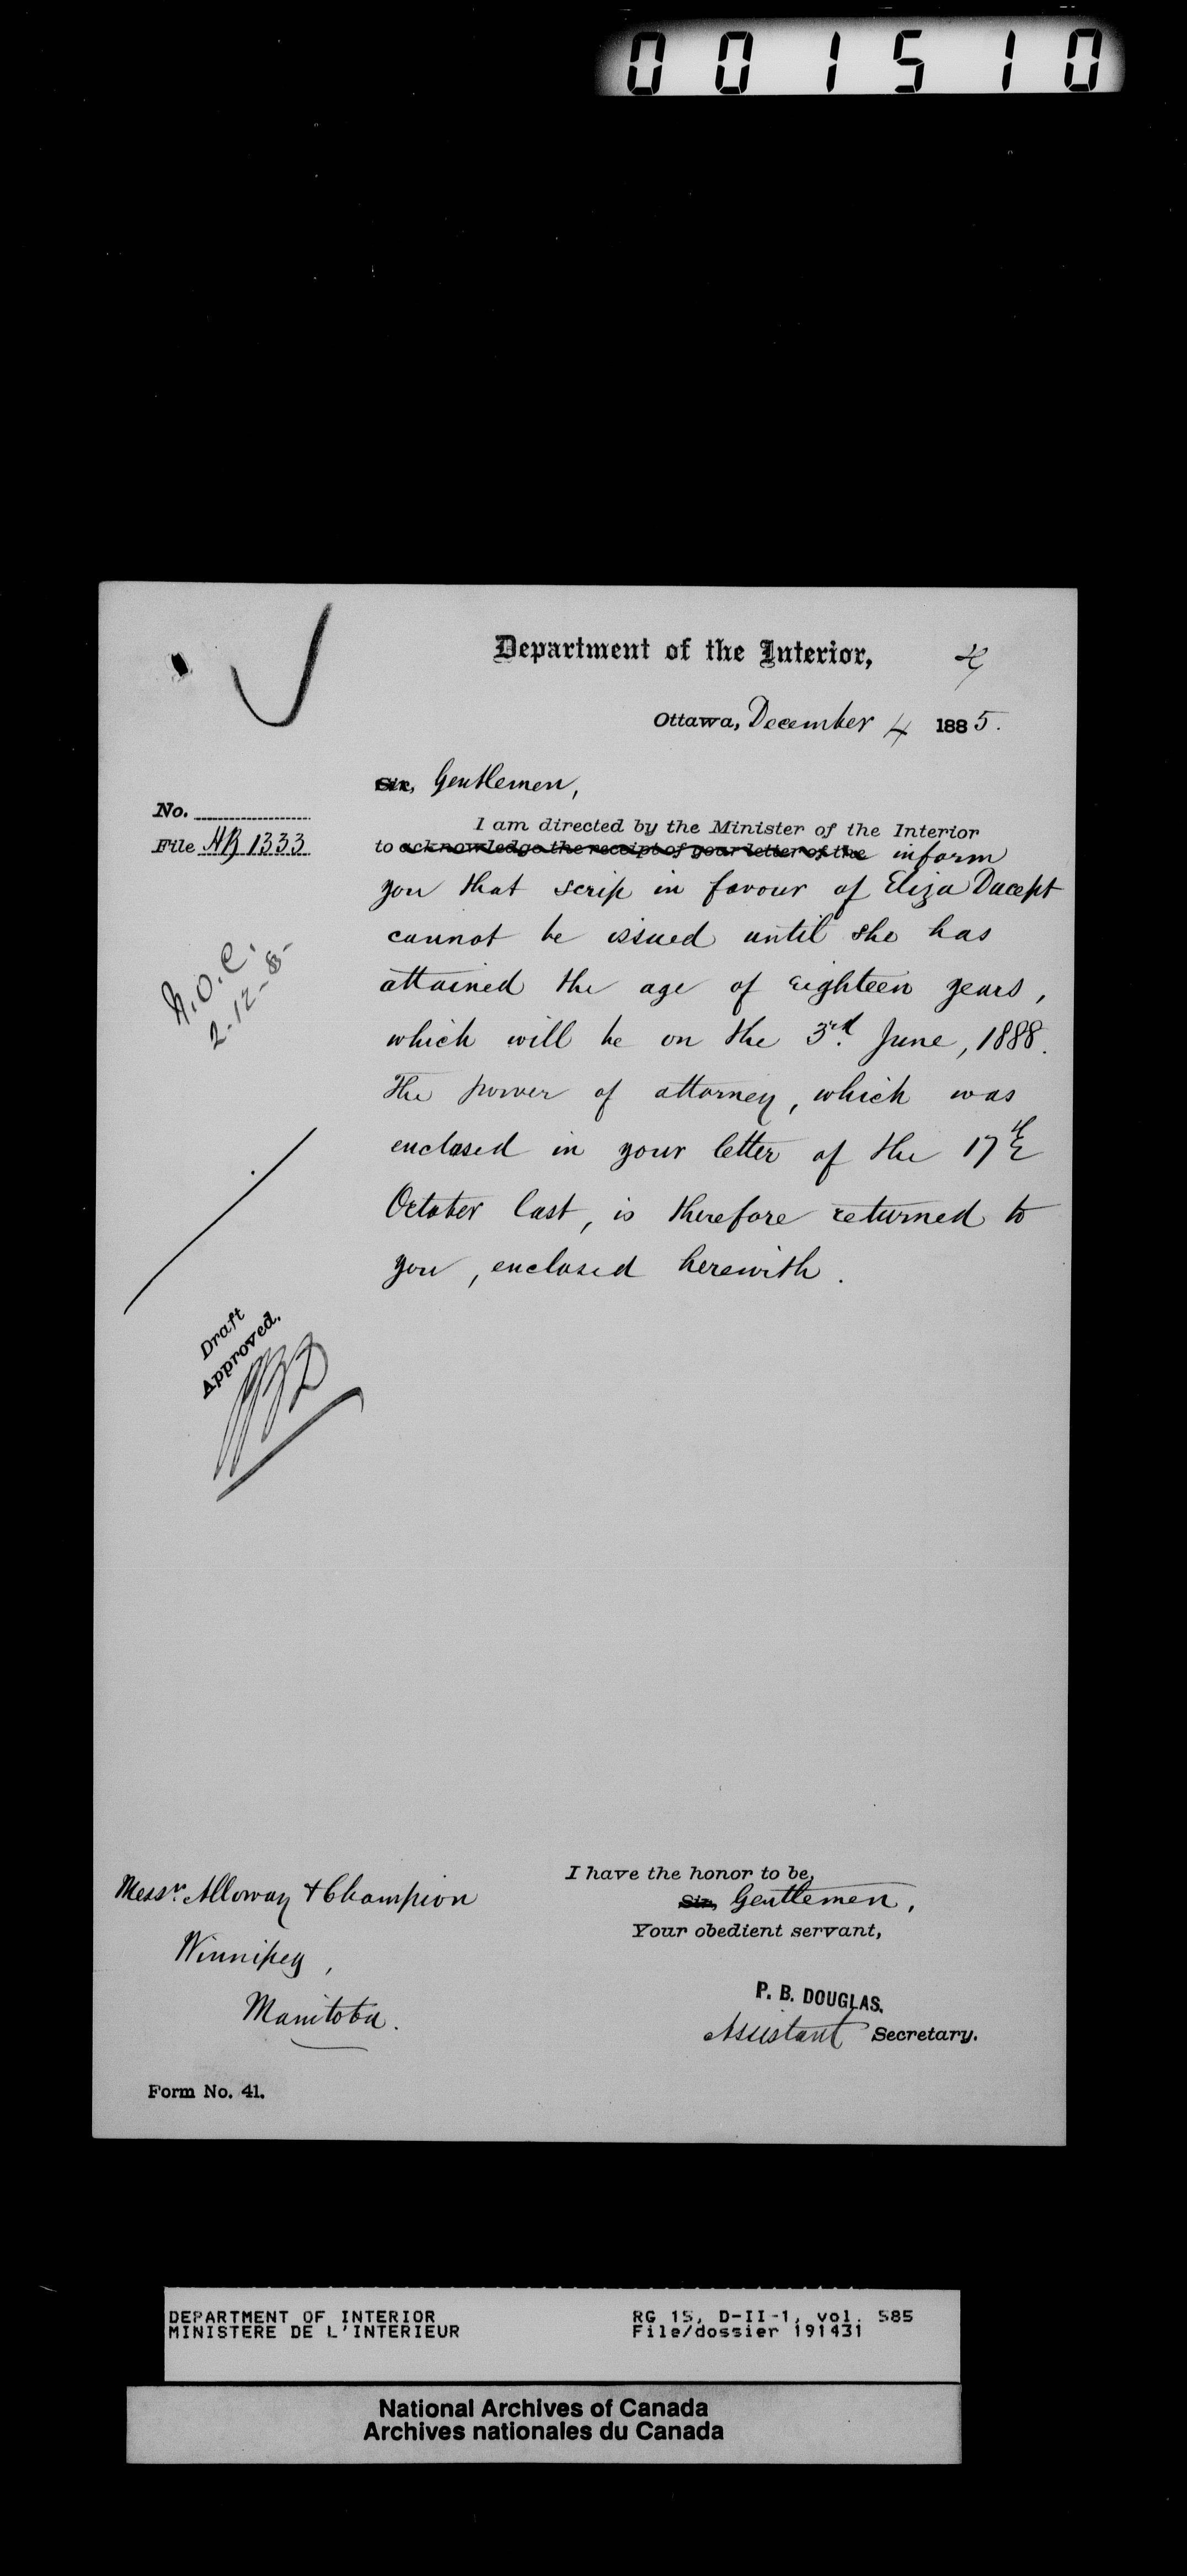 001510
Department of the Interior,
4
Ottawa, December 4 1885.
Sir, Gentlemen,
No.
File HB 1333
I am directed by the Minister of the Interior
to acknowledge the receipt of your letter of the inform
you that scrip in favour of Eliza Ducept
cannot be issued until she has
attained the age of eighteen years,
which will be on the 3rd June, 1888.
The power of attorney, which was
enclosed in your letter of the 17th
October last, is therefore returned to
you, enclosed herewith.
N.O.C.
2-12-8-
Draft
Approved.
I have the honor to be,
Sir, Gentlemen,
Your obedient servant,
P. B. DOUGLAS.
Assistant Secretary.
Messrs Alloway & Champion
Winnipeg,
Manitoba.
Form No. 41.
DEPARTMENT OF INTERIOR RG 15, D-II-1, vol. 585
MINISTERE DE L'INTERIEUR File/dossier 191431
National Archives of Canada
Archives nationales du Canada